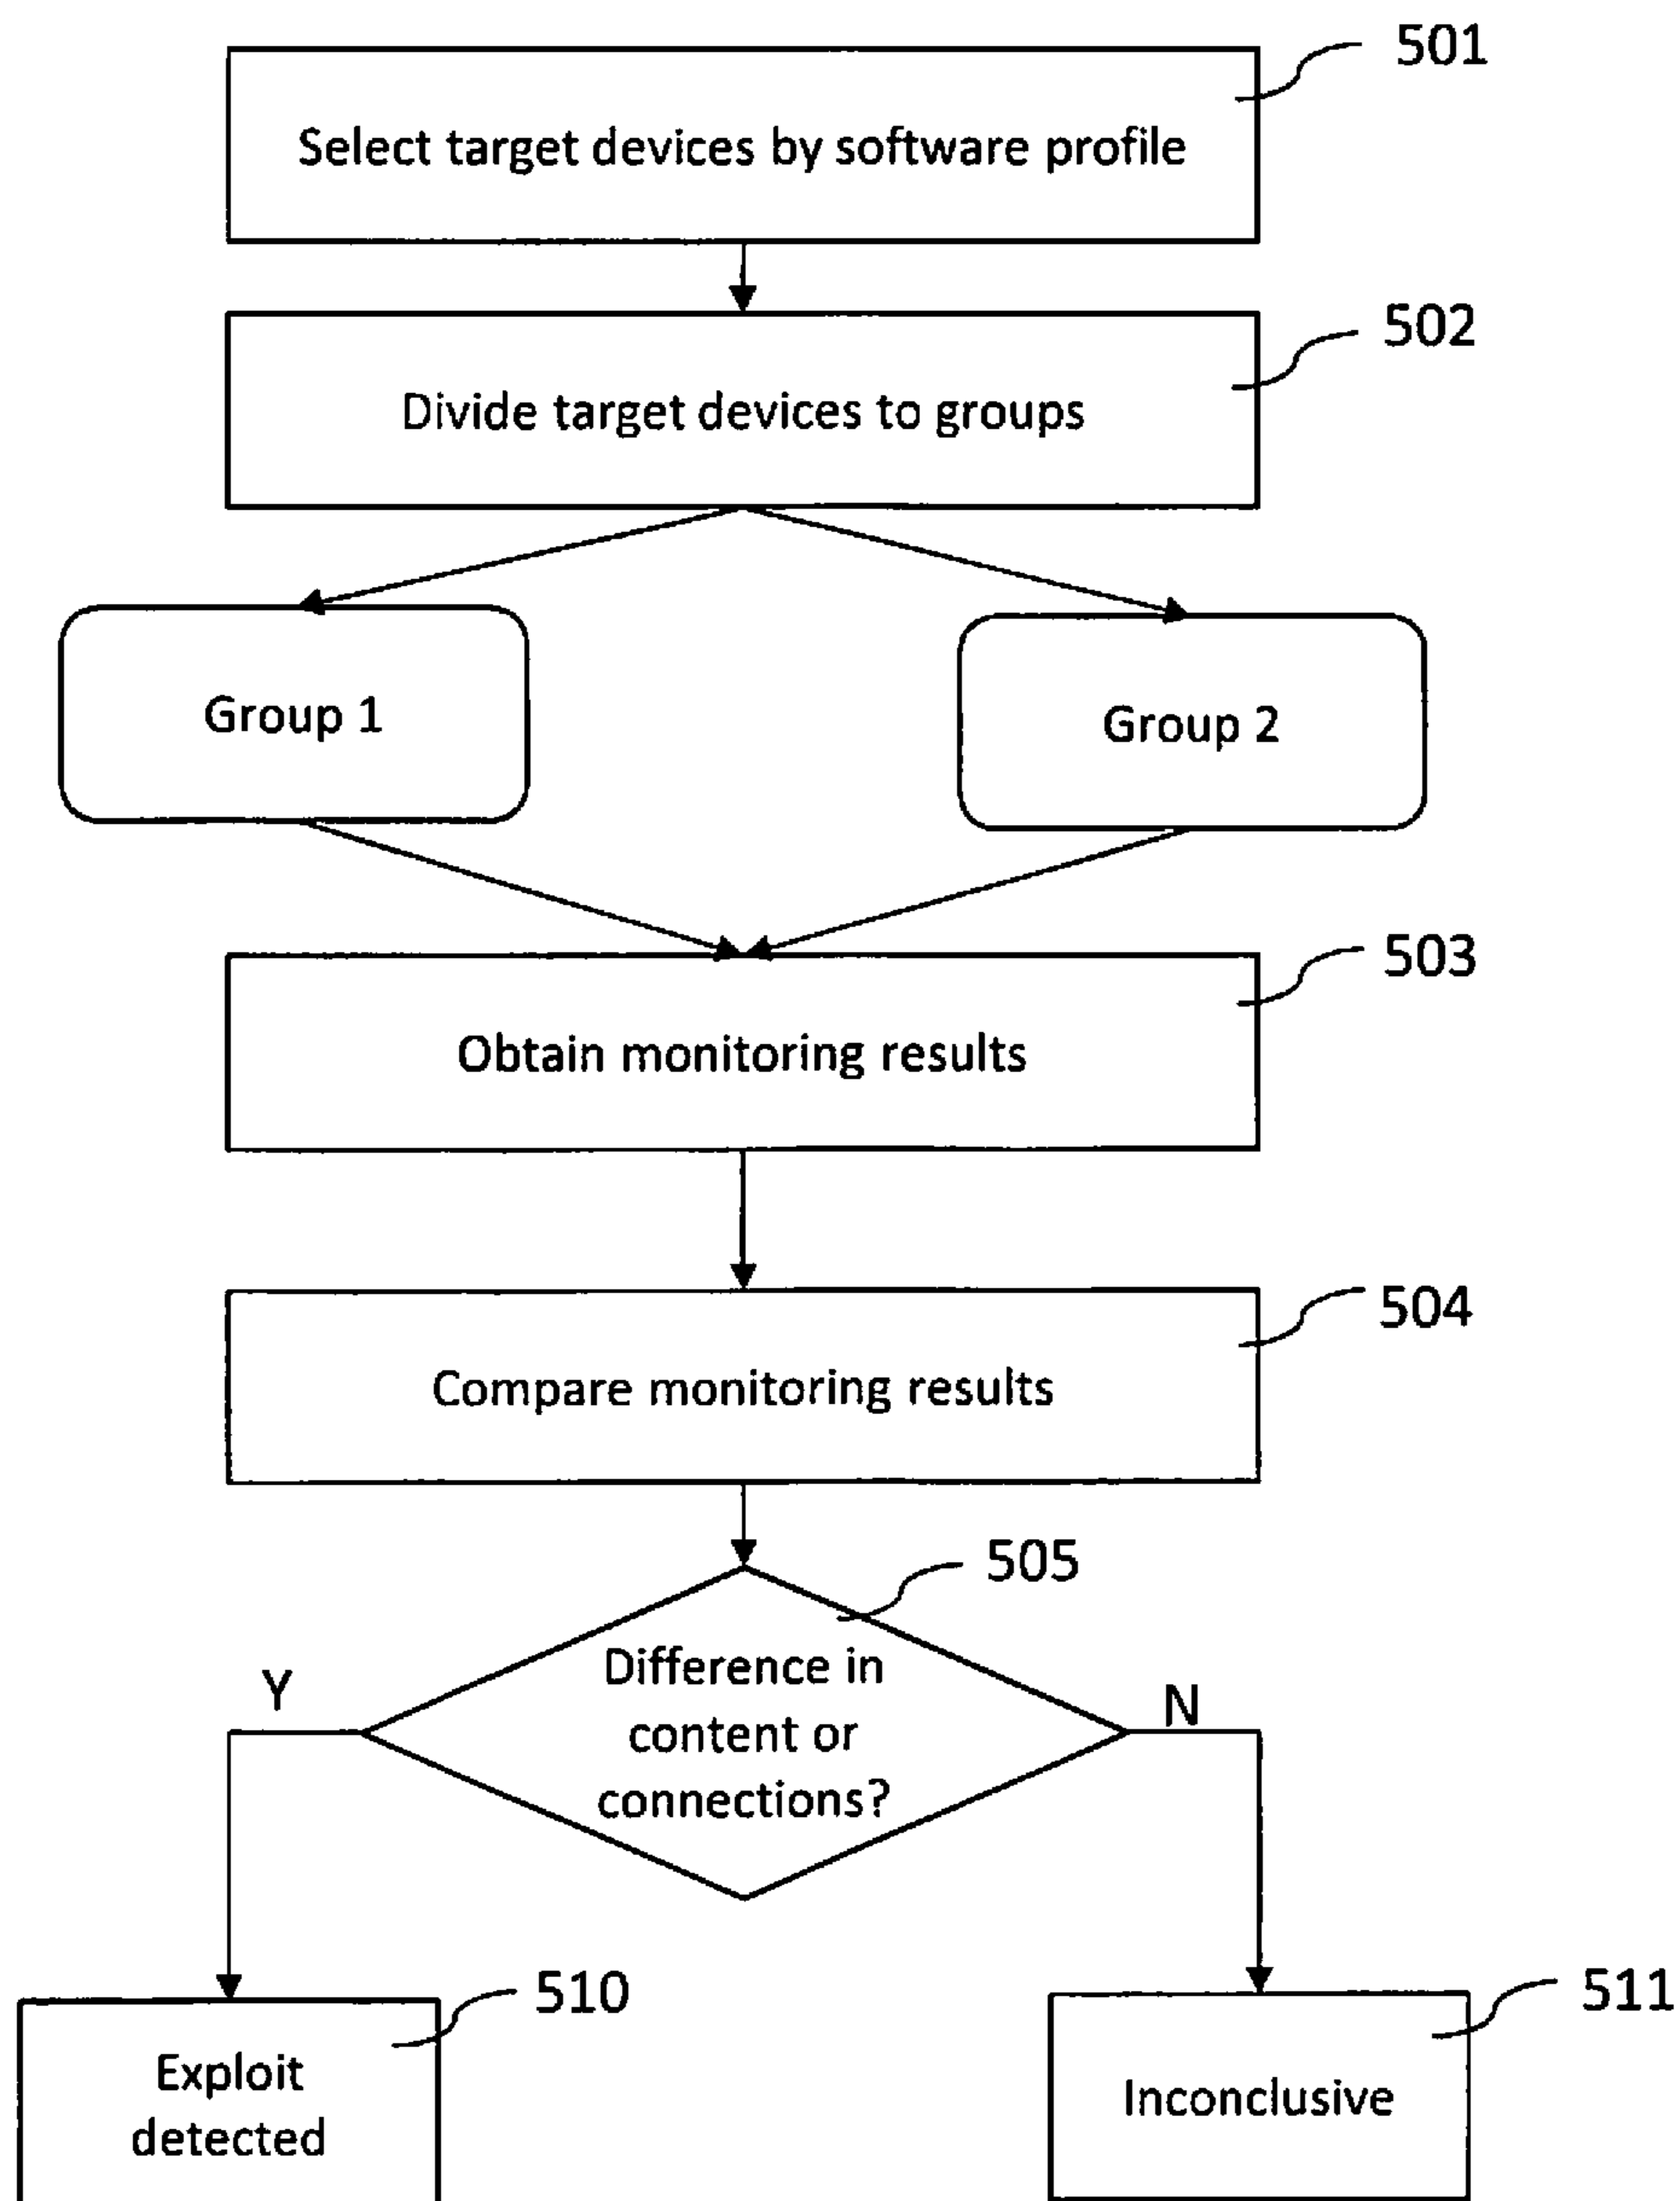 501
Select target devices by software profile
502
Divide target devices to groups
Group 1
Group 2
503
Obtain monitoring results
504
Compare monitoring results
505
Difference in
content or
connections?
Y
N
510
Exploit
detected
511
Inconclusive